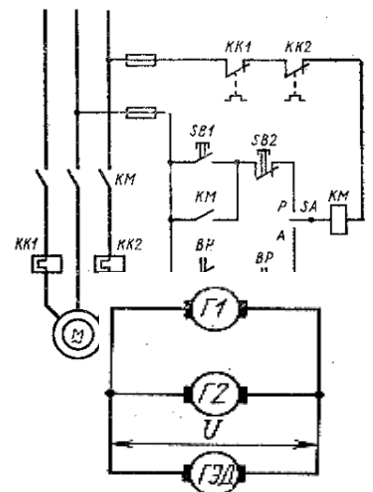 КК1 КК2
SB1 SB2
КМ КМ P SA КМ
A
КК1 КК2 ВР ВР
М
Г1
Г2
U
ГЭД